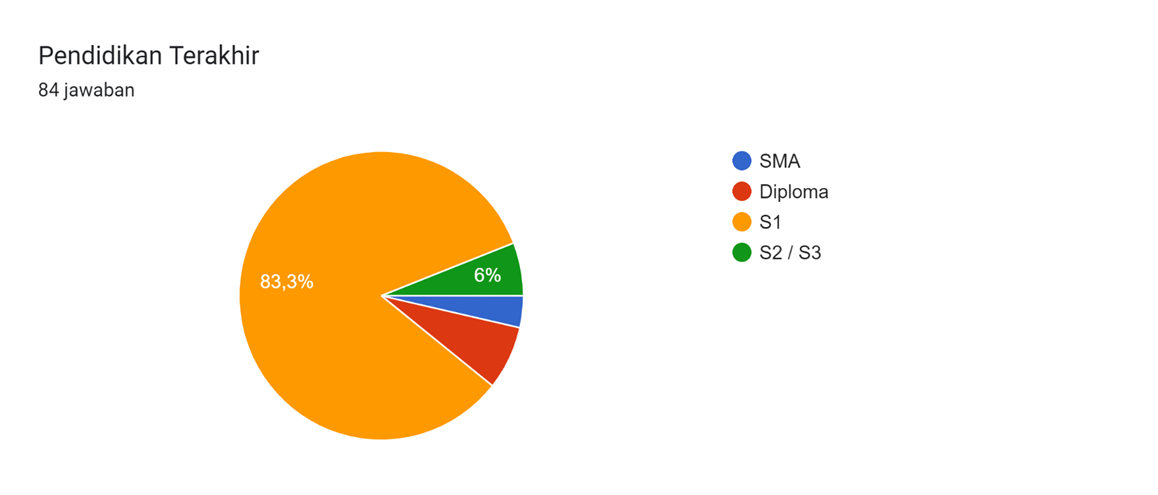 Pendidikan Terakhir
84 jawaban
SMA
Diploma
S1
S2 / S3
83,3%
6%